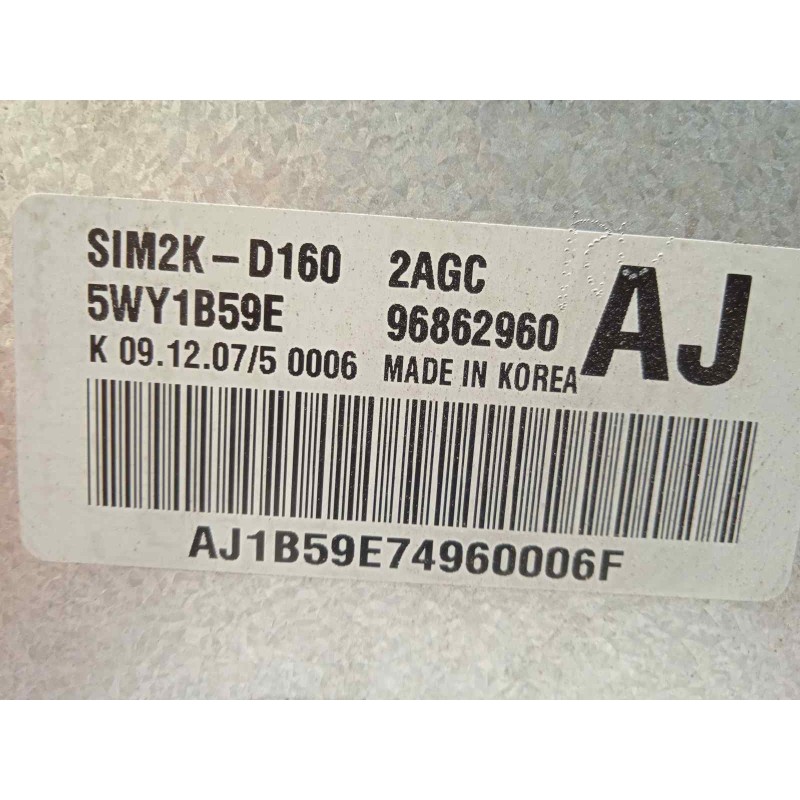 SIM2K-D160 2AGC
5WY1B59E 96862960 AJ
K 09.12.07/5 0006 MADE IN KOREA
AJ1B59E74960006F